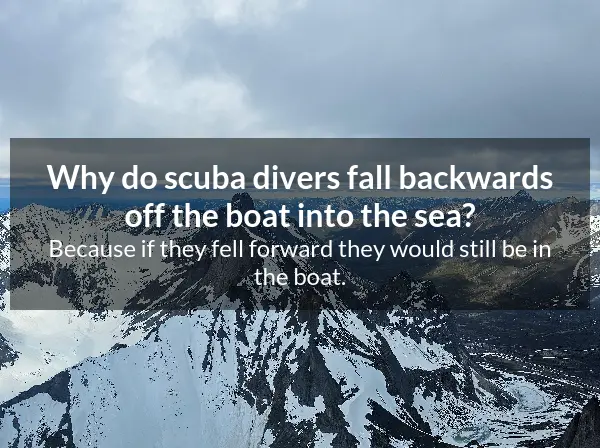 Why do scuba divers fall backwards
off the boat into the sea?
Because if they fell forward they would still be in
the boat.